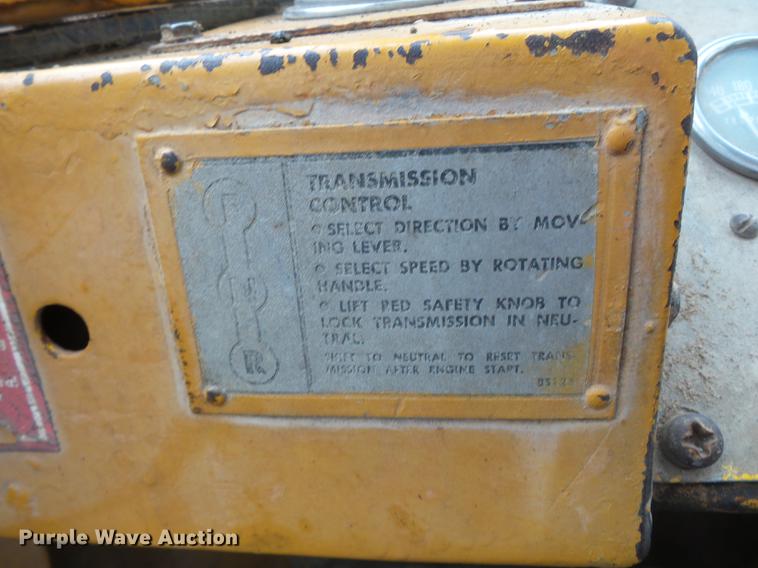 TRANSMISSION
CONTROL
• SELECT DIRECTION BY MOV-
ING LEVER.
• SELECT SPEED BY ROTATING
HANDLE.
• LIFT RED SAFETY KNOB TO
LOCK TRANSMISSION IN NEU-
TRAL.
SHIFT TO NEUTRAL TO RESET TRANS-
MISSION AFTER ENGINE START.
F
N
R
180
Purple Wave Auction